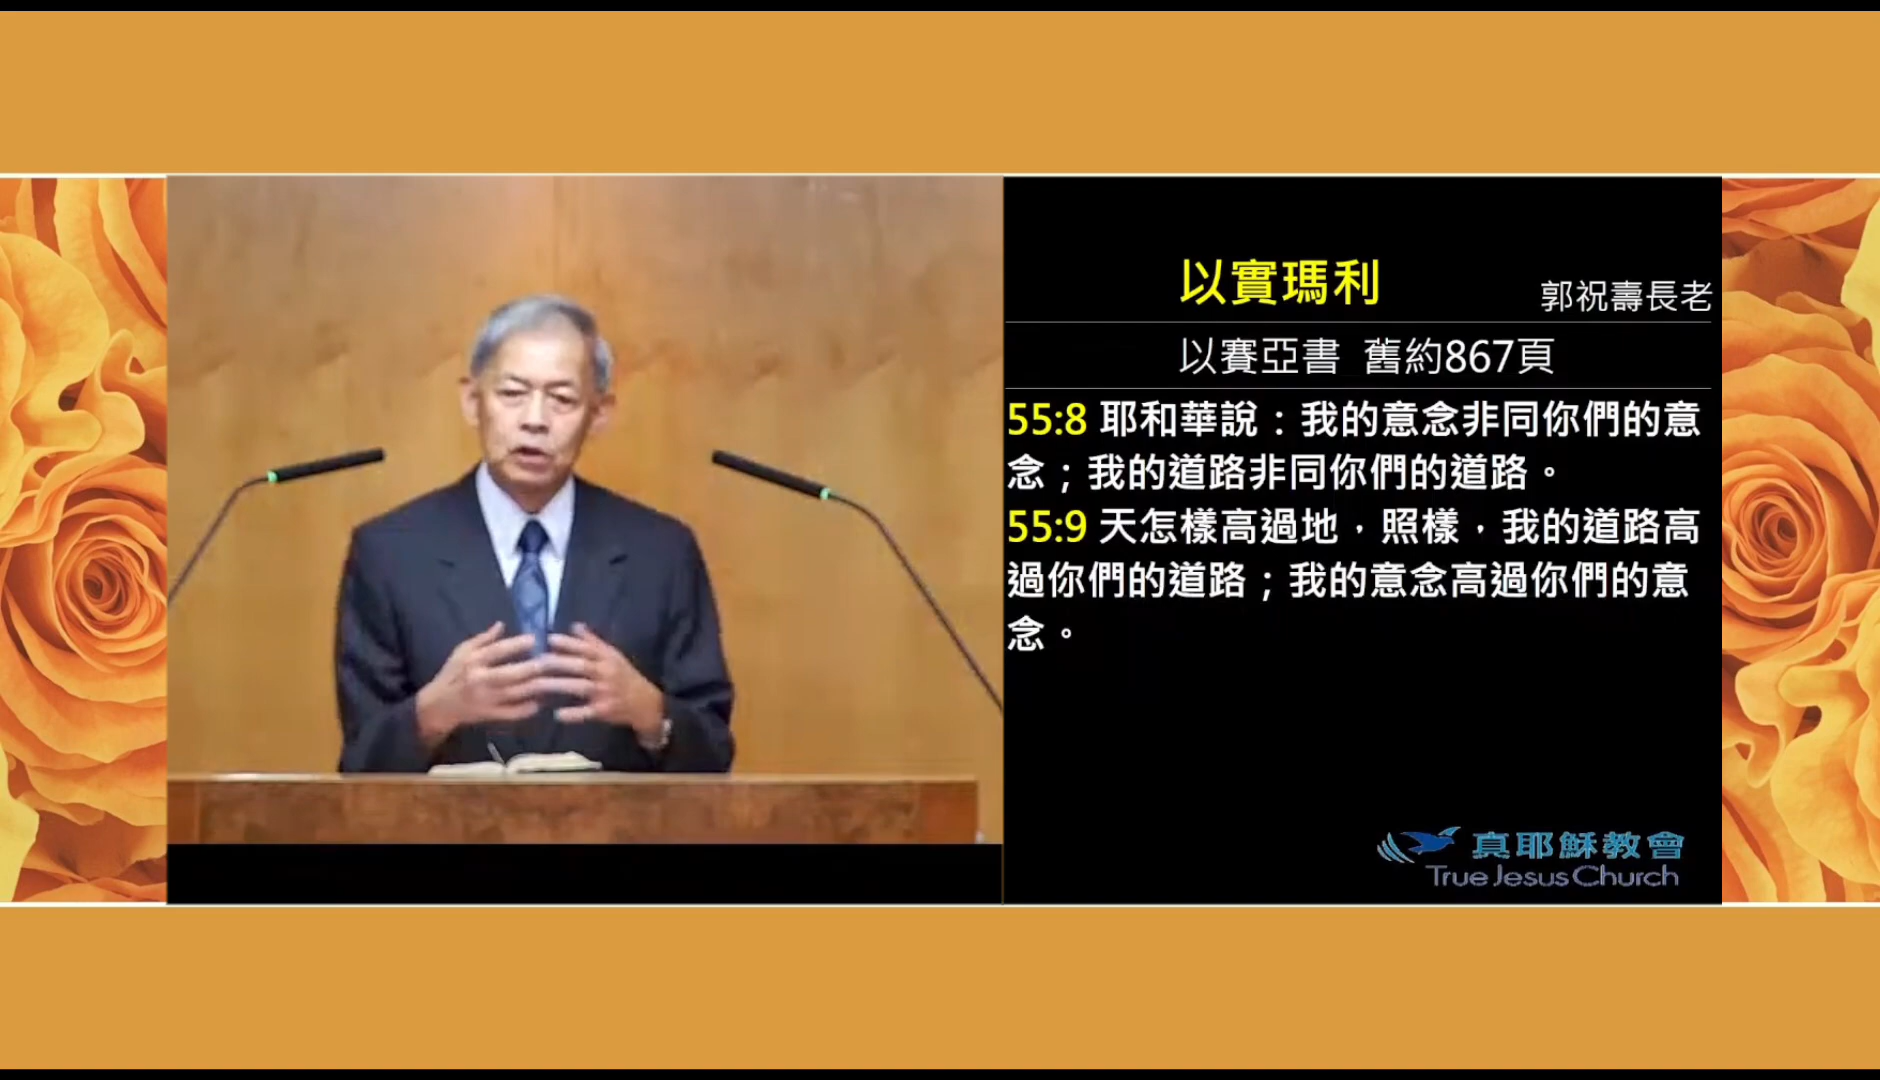 以實瑪利
郭祝壽長老
以賽亞書 舊約867頁
55:8 耶和華說：我的意念非同你們的意
念；我的道路非同你們的道路。
55:9 天怎樣高過地，照樣，我的道路高
過你們的道路；我的意念高過你們的意
念。
真耶穌教會
True Jesus Church